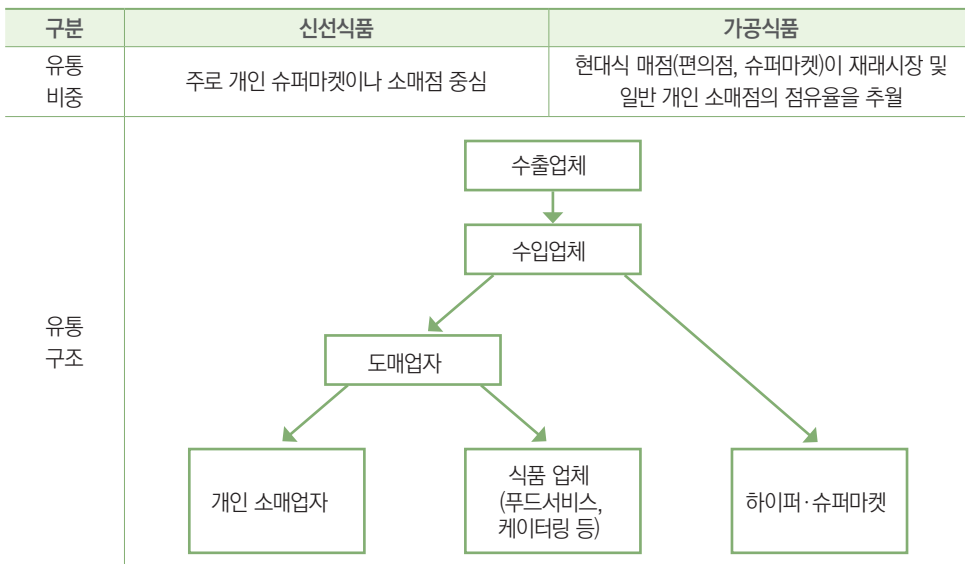 구분
신선식품
가공식품
유통
비중
주로 개인 슈퍼마켓이나 소매점 중심
현대식 매점(편의점, 슈퍼마켓)이 재래시장 및
일반 개인 소매점의 점유율을 추월
유통
구조
수출업체
수입업체
도매업자
개인 소매업자
식품 업체
(푸드서비스,
케이터링 등)
하이퍼·슈퍼마켓